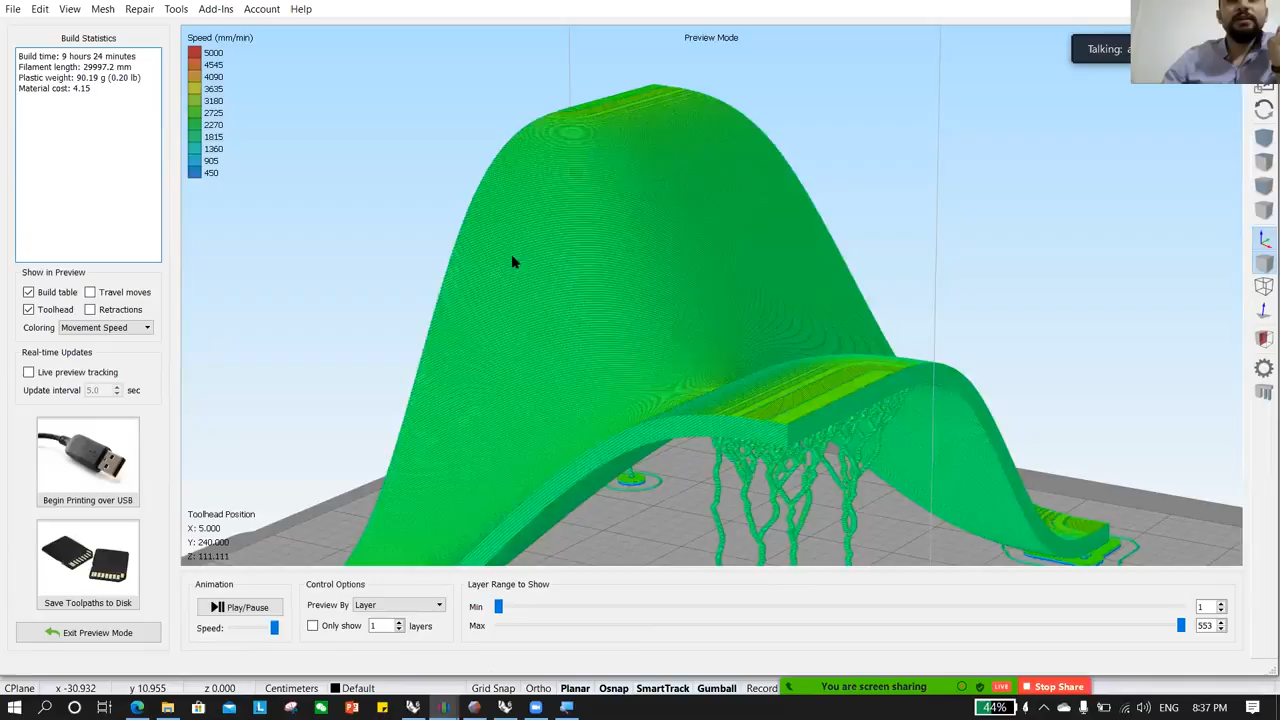 File Edit View Mesh Repair Tools Add-Ins Account Help
Build Statistics
Build time: 9 hours 24 minutes
Filament length: 29997.2 mm
Plastic weight: 90.19 g (0.20 lb)
Material cost: 4.15
Show in Preview
Build table Travel moves
Toolhead Retractions
Coloring Movement Speed
Real-time Updates
Live preview tracking
Update interval 5.0 sec
Begin Printing over USB
Save Toolpaths to Disk
Exit Preview Mode
Speed (mm/min)
5000
4545
4090
3635
3180
2725
2270
1815
1360
905
450
Preview Mode
Talking:
Toolhead Position
X: 5.000
Y: 240.000
Z: 111.111
Animation
Play/Pause
Speed:
Control Options
Preview By Layer
Only show 1 layers
Layer Range to Show
Min 1
Max 553
CPlane x -30.932 y 10.955 z 0.000 Centimeters Default Grid Snap Ortho Planar Osnap SmartTrack Gumball Record
You are screen sharing LIVE Stop Share
44% ENG 8:37 PM